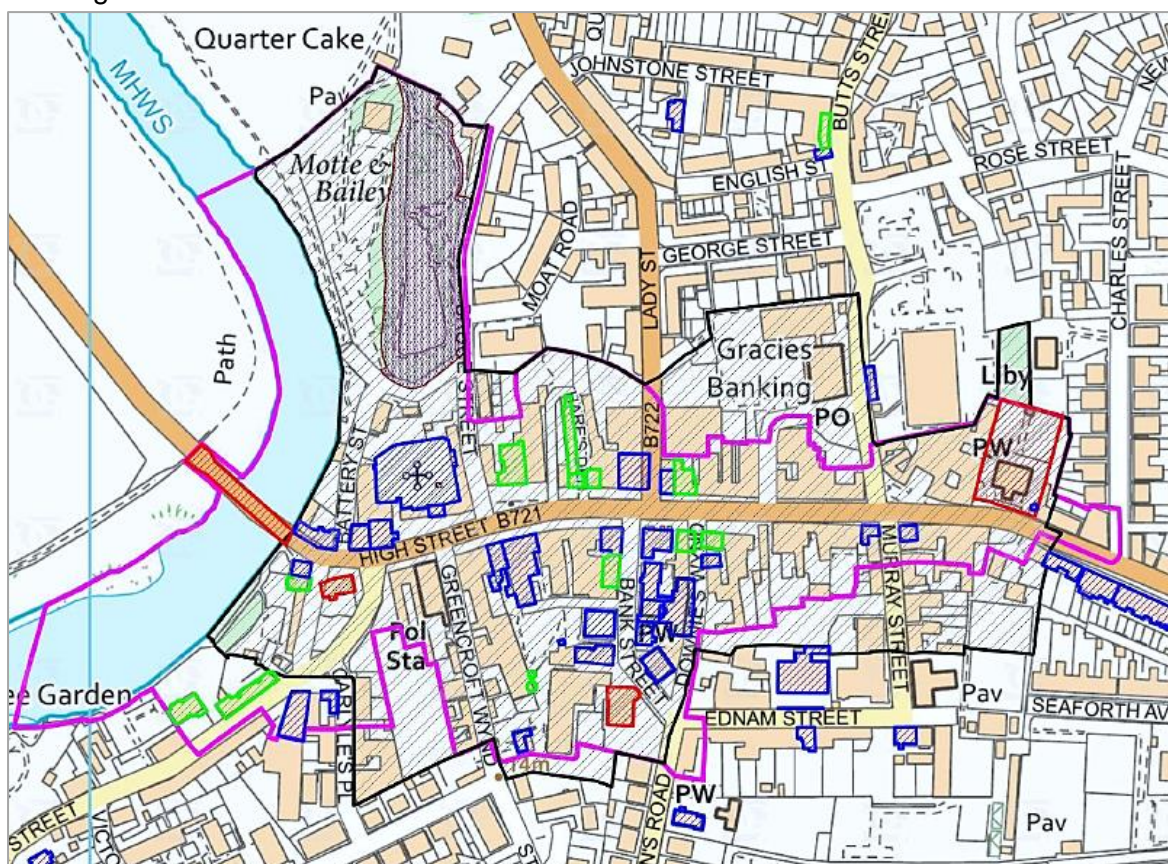 Quarter Cake
MHWS
JOHNSTONE STREET
BUTTS STREET
Pav
Motte &
Bailey
ROSE STREET
ENGLISH ST
CHARLES STREET
MOAT ROAD
GEORGE STREET
LADY ST
Path
Gracies
Banking
Liby
PO
B722
PW
BATTERY ST
HIGH STREET B721
GREENCROFT WYND
BANK STREET
MURRAY STREET
Pol
Sta
PW
ee Garden
Pav
SEAFORTH AV
EDNAM STREET
14m
PW
Pav
STREET